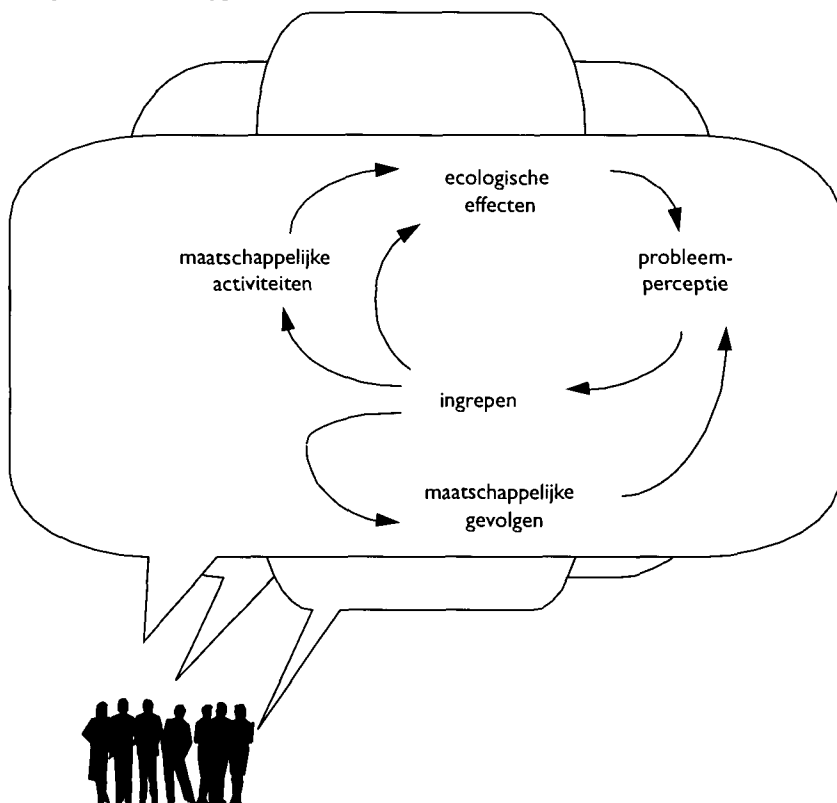 ecologische
effecten
maatschappelijke
activiteiten
probleem-
perceptie
ingrepen
maatschappelijke
gevolgen